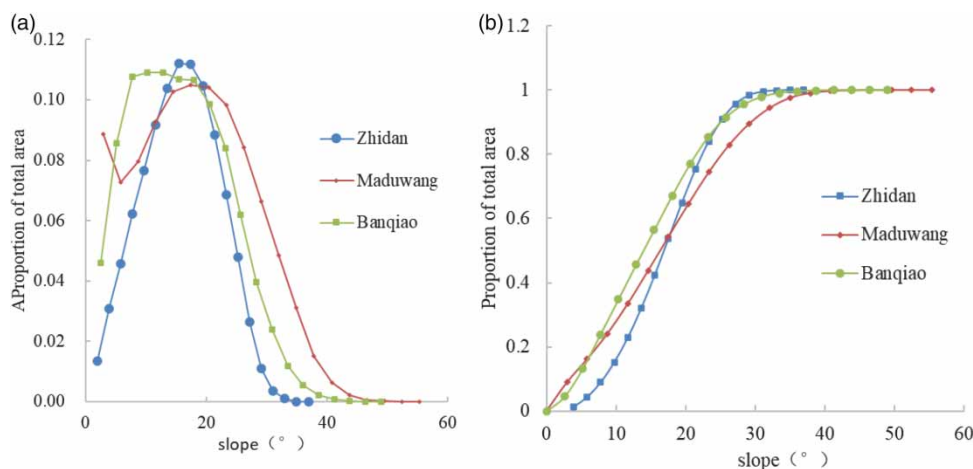 (a)
AProportion of total area
0.12
0.10
0.08
0.06
0.04
0.02
0.00
0
20
40
60
slope（°）
Zhidan
Maduwang
Banqiao
(b)
Proportion of total area
1.2
1
0.8
0.6
0.4
0.2
0
0
10
20
30
40
50
60
slope（°）
Zhidan
Maduwang
Banqiao